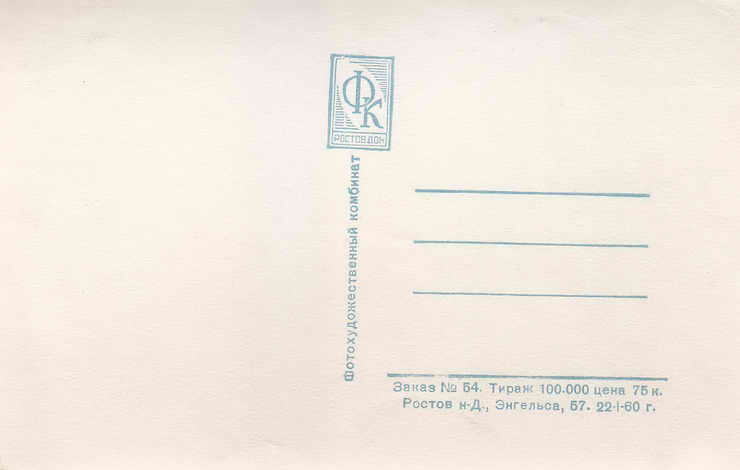 ФК
РОСТОВ ДОН
Фотохудожественный комбинат
Заказ № 54. Тираж 100.000 цена 75 к.
Ростов н-Д., Энгельса, 57. 22-I-60 г.